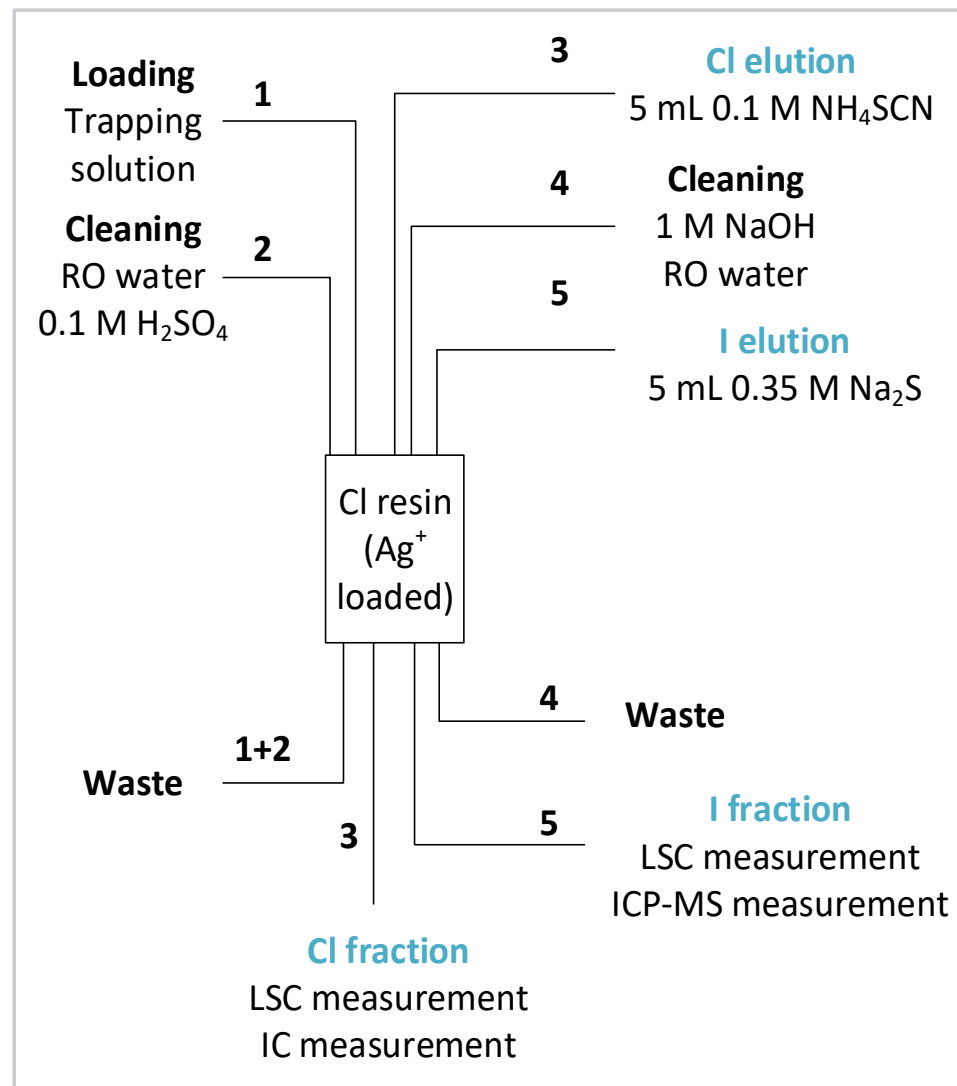 Loading
Trapping
solution
1
Cleaning
RO water
0.1 M H₂SO₄
2
3
Cl elution
5 mL 0.1 M NH₄SCN
4
Cleaning
1 M NaOH
RO water
5
I elution
5 mL 0.35 M Na₂S
Cl resin
(Ag⁺
loaded)
1+2
Waste
3
Cl fraction
LSC measurement
IC measurement
4
Waste
5
I fraction
LSC measurement
ICP-MS measurement